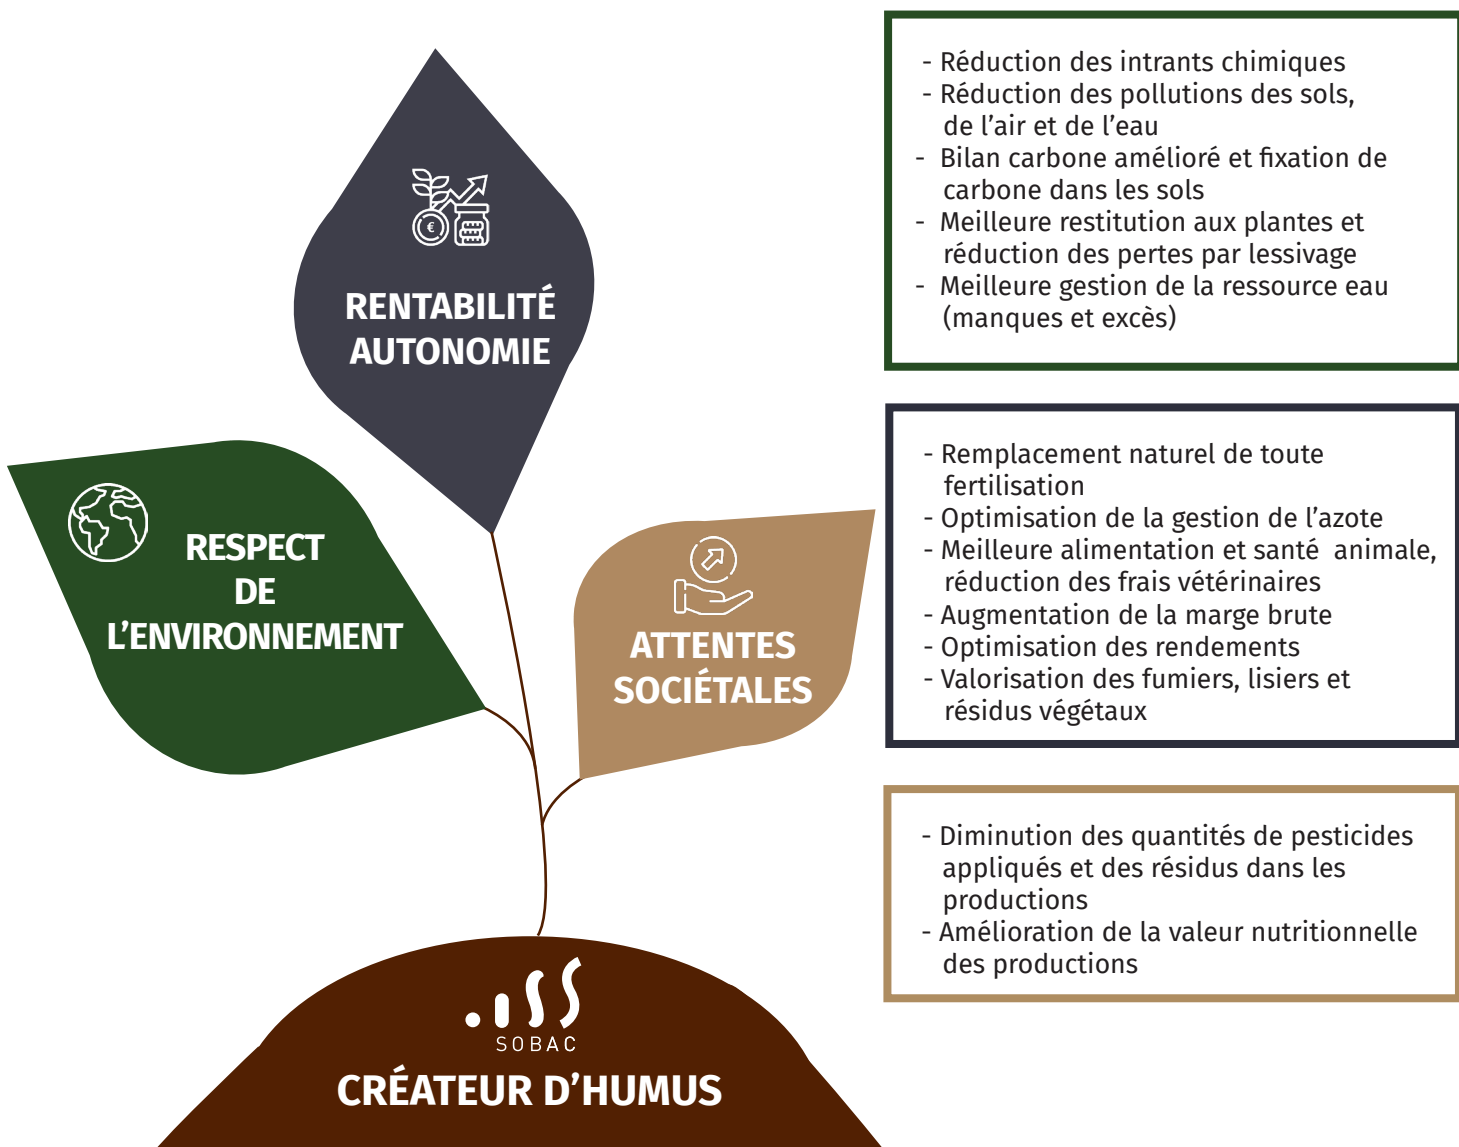 RENTABILITÉ
AUTONOMIE
€
RESPECT
DE
L’ENVIRONNEMENT
ATTENTES
SOCIÉTALES
SOBAC
CRÉATEUR D’HUMUS
- Réduction des intrants chimiques
- Réduction des pollutions des sols,
de l’air et de l’eau
- Bilan carbone amélioré et fixation de
carbone dans les sols
- Meilleure restitution aux plantes et
réduction des pertes par lessivage
- Meilleure gestion de la ressource eau
(manques et excès)
- Remplacement naturel de toute
fertilisation
- Optimisation de la gestion de l’azote
- Meilleure alimentation et santé animale,
réduction des frais vétérinaires
- Augmentation de la marge brute
- Optimisation des rendements
- Valorisation des fumiers, lisiers et
résidus végétaux
- Diminution des quantités de pesticides
appliqués et des résidus dans les
productions
- Amélioration de la valeur nutritionnelle
des productions